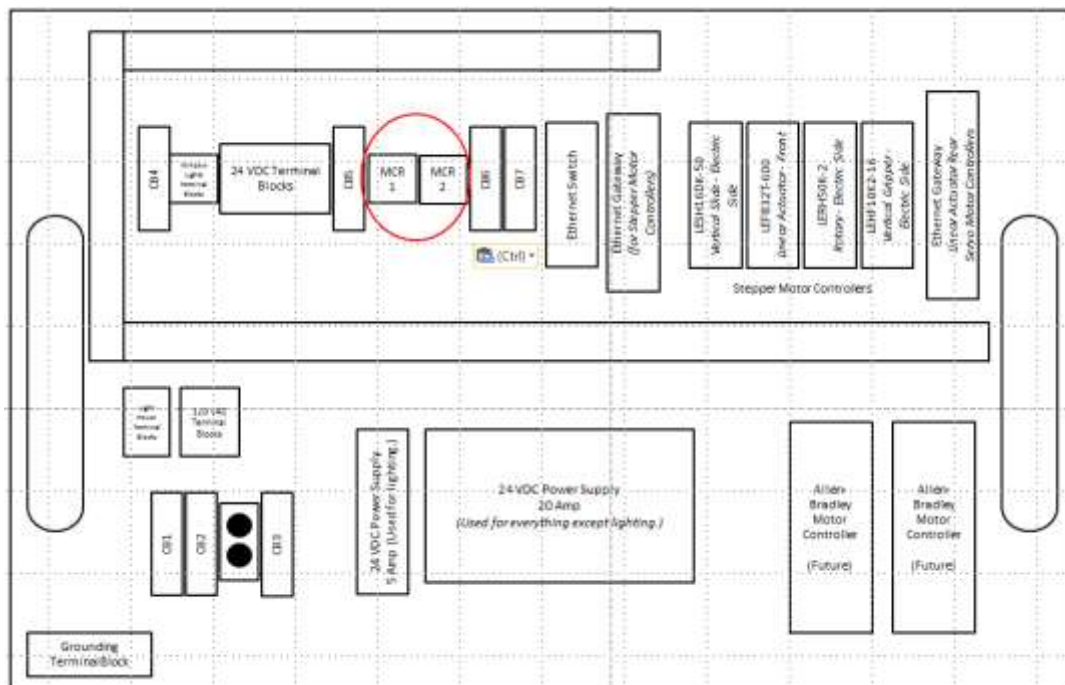 CB4
24 VDC Terminal
Blocks
CB5
MCR
1
MCR
2
CB6
CB7
Ethernet Switch
Ethernet Gateway
(for Stepper Motor
Controllers)
Vertical Slide - Electric
Side
Linear Actuator - Front
Rotary - Electric Side
Vertical Gripper -
Electric Side
Ethernet Gateway
Linear Actuator Rear
Servo Motor Controllers
(Ctrl)
Stepper Motor Controllers
Light
Terminal
Blocks
Terminal
Blocks
CB1
CB2
CB3
24 VDC Power Supply
5 Amp (Used for lighting.)
24 VDC Power Supply
20 Amp
(Used for everything except lighting.)
Allen-
Bradley
Motor
Controller
(Future)
Allen-
Bradley
Motor
Controller
(Future)
Grounding
TerminalBlock